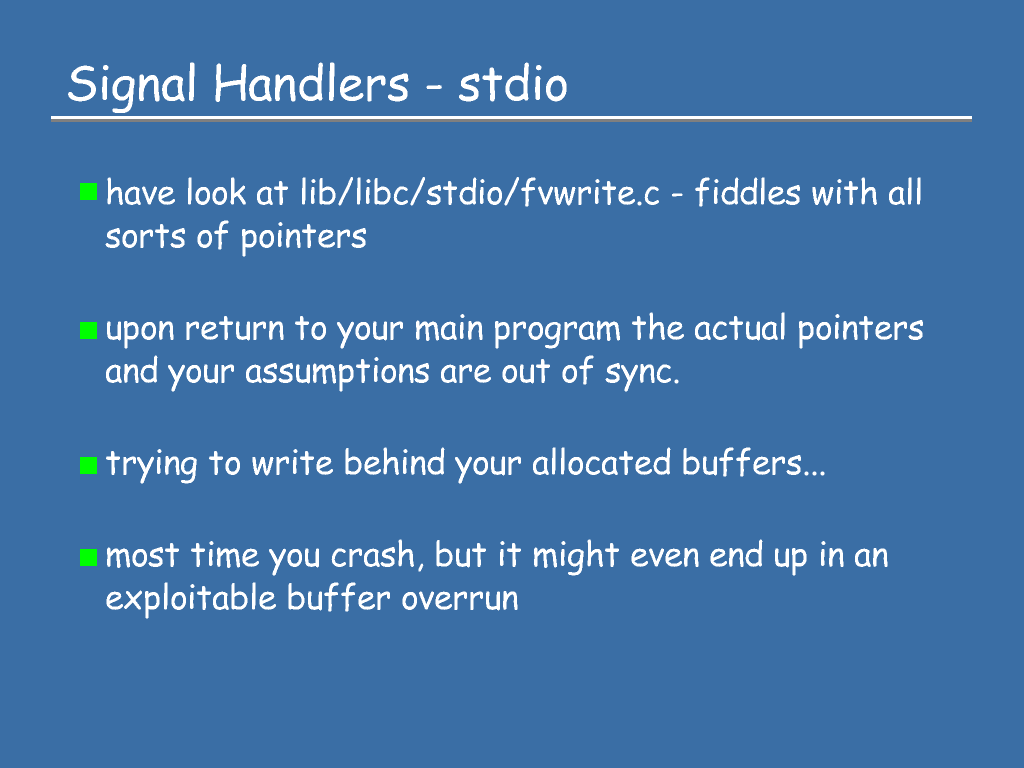 Signal Handlers - stdio
have look at lib/libc/stdio/fvwrite.c - fiddles with all
sorts of pointers
upon return to your main program the actual pointers
and your assumptions are out of sync.
trying to write behind your allocated buffers...
most time you crash, but it might even end up in an
exploitable buffer overrun